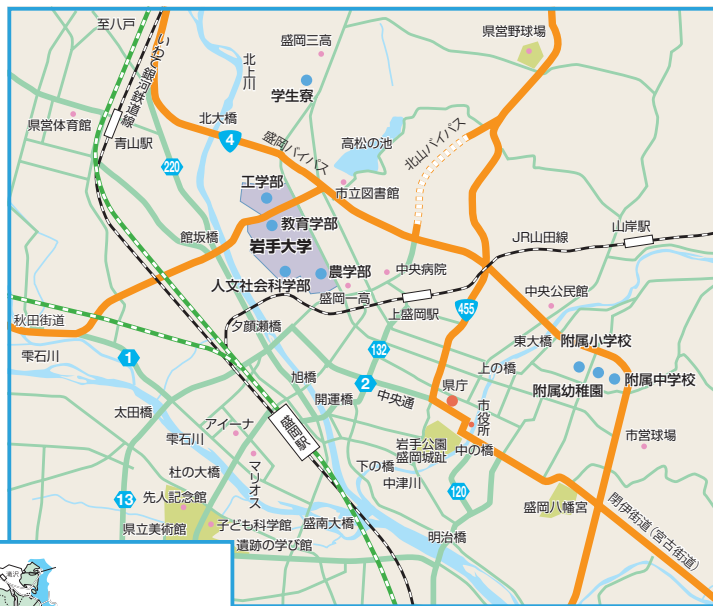 至八戸
いわて銀河鉄道線
北上川
盛岡三高
県営野球場
学生寮
県営体育館
青山駅
北大橋
4
盛岡バイパス
高松の池
北山バイパス
220
工学部
市立図書館
教育学部
館坂橋
岩手大学
JR山田線
山岸駅
人文社会科学部
農学部
中央病院
盛岡一高
上盛岡駅
455
中央公民館
秋田街道
夕顔瀬橋
東大橋
附属小学校
雫石川
1
132
上の橋
附属幼稚園
附属中学校
旭橋
2
県庁
開運橋
中央通
市役所
太田橋
アイーナ
盛岡駅
雫石川
岩手公園
盛岡城趾
中の橋
市営球場
杜の大橋
マリオス
下の橋
中津川
13
先人記念館
120
盛岡八幡宮
閉伊街道(宮古街道)
県立美術館
子ども科学館
盛南大橋
明治橋
遺跡の学び館
滝沢